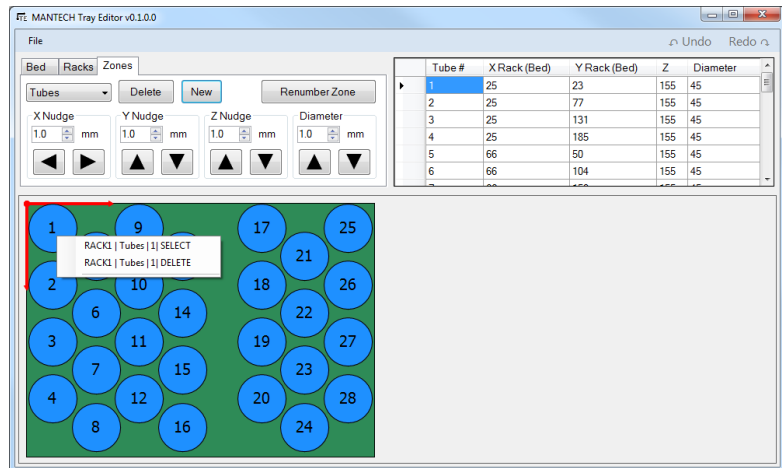 MANTECH Tray Editor v0.1.0.0
File
Undo Redo
Bed Racks Zones
Tubes Delete New Renumber Zone
X Nudge Y Nudge Z Nudge Diameter
1.0 mm 1.0 mm 1.0 mm 1.0 mm
Tube # X Rack (Bed) Y Rack (Bed) Z Diameter
1 25 23 155 45
2 25 77 155 45
3 25 131 155 45
4 25 185 155 45
5 66 50 155 45
6 66 104 155 45
1 9 17 25
RACK1 | Tubes | 1| SELECT
21
RACK1 | Tubes | 1| DELETE
2 10 18 26
6 14 22
3 11 19 27
7 15 23
4 12 20 28
8 16 24